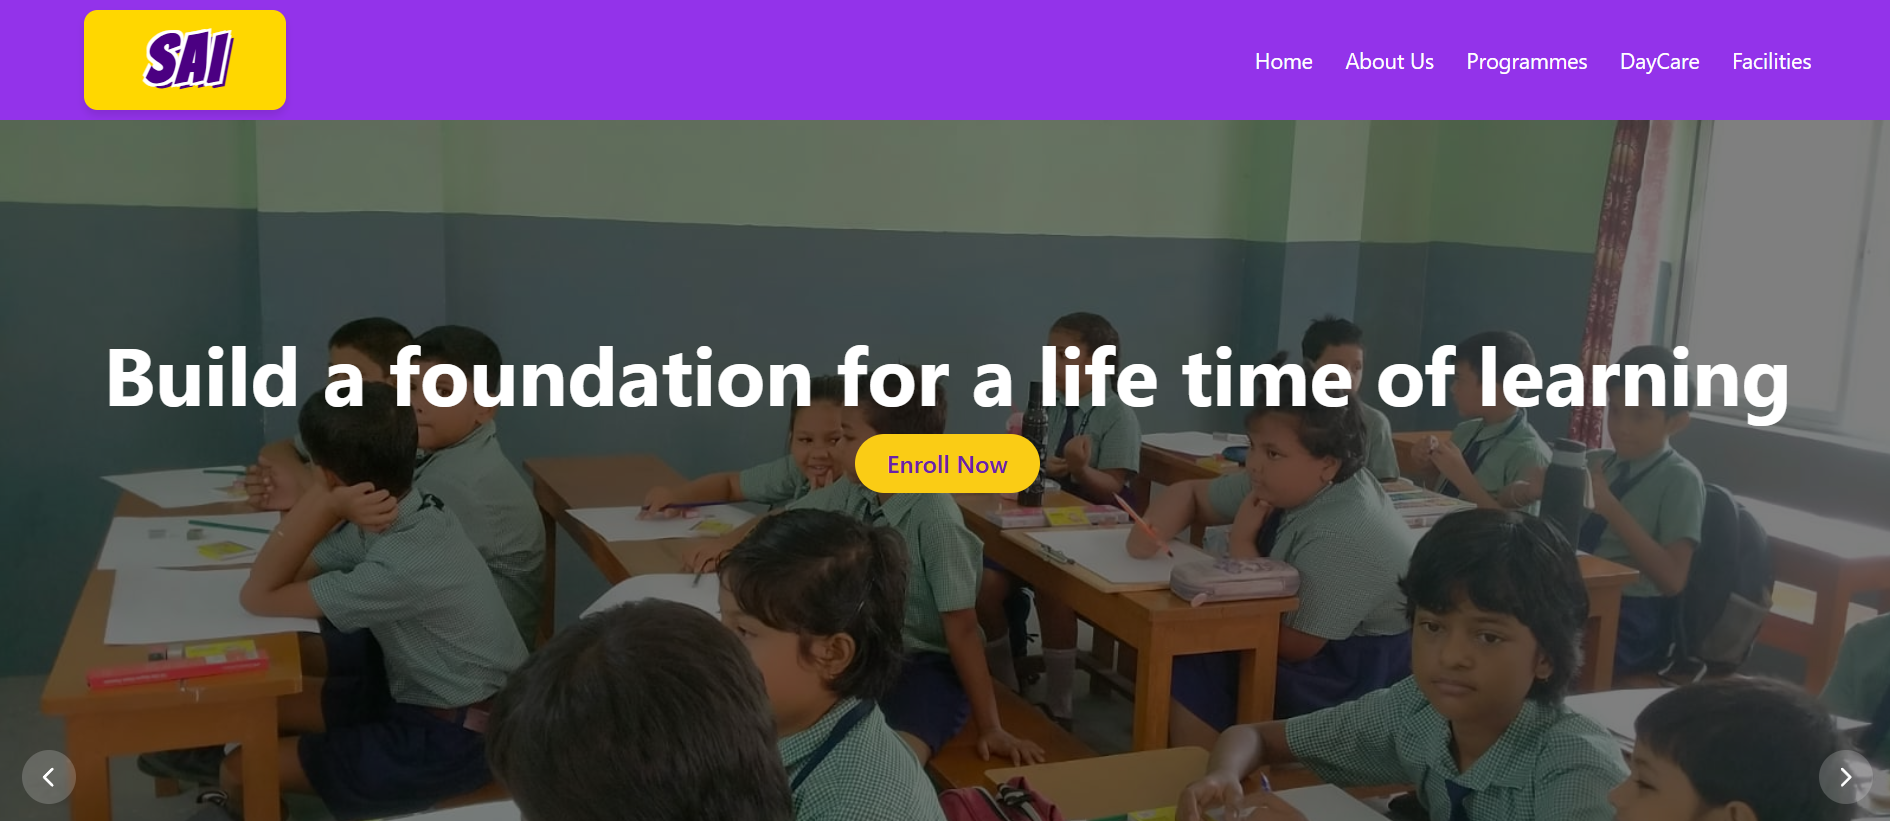 SAI
Home About Us Programmes DayCare Facilities
Build a foundation for a life time of learning
Enroll Now